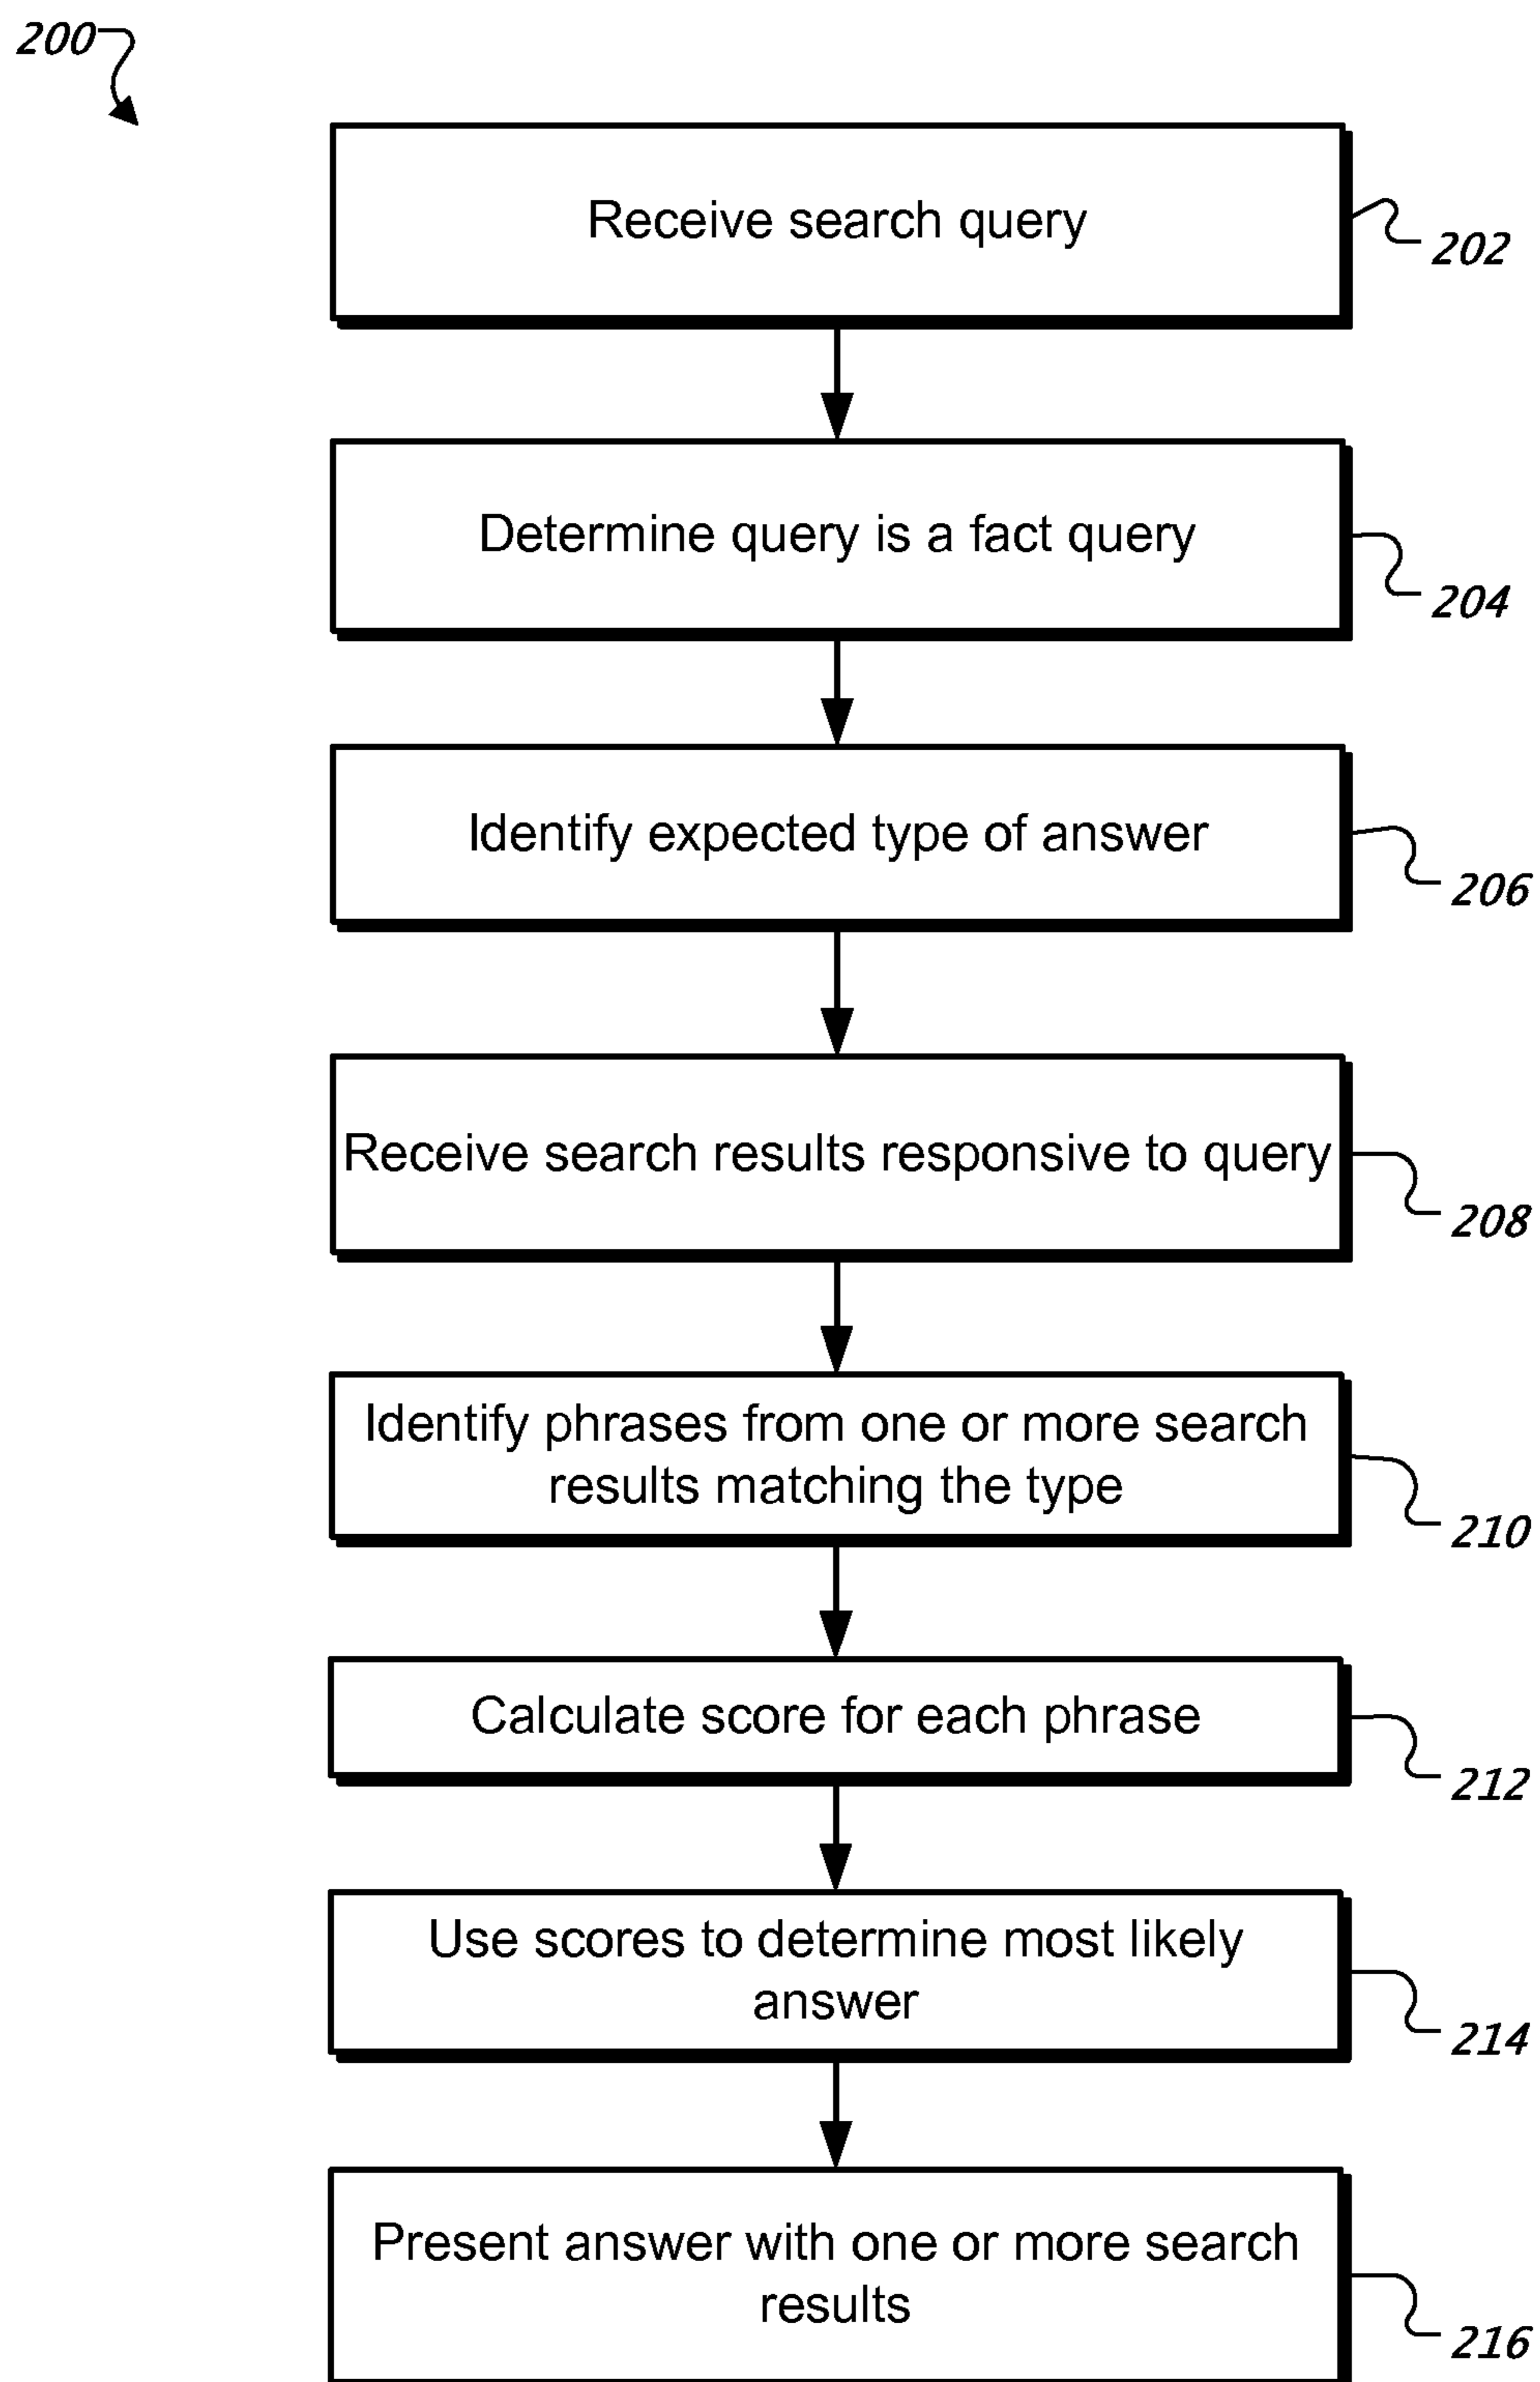 200
Receive search query
202
Determine query is a fact query
204
Identify expected type of answer
206
Receive search results responsive to query
208
Identify phrases from one or more search
results matching the type
210
Calculate score for each phrase
212
Use scores to determine most likely
answer
214
Present answer with one or more search
results
216